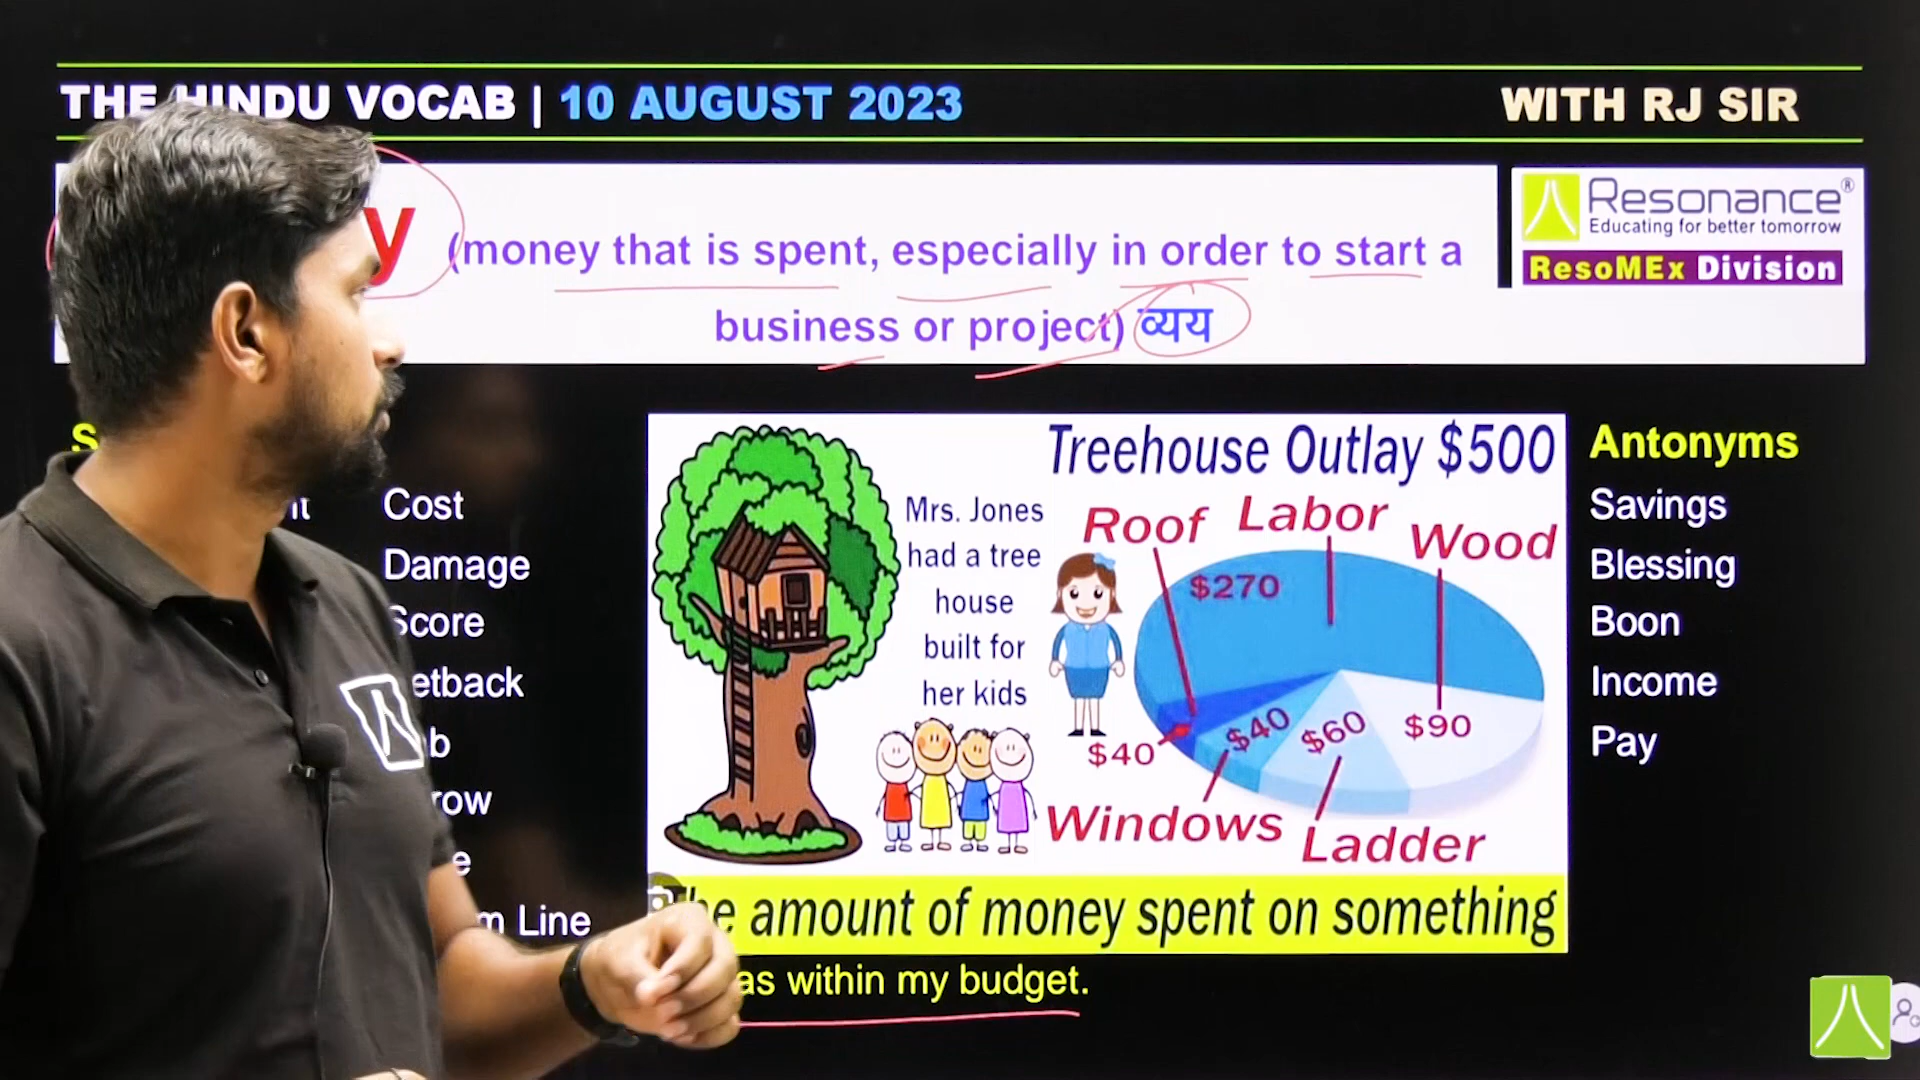 THE HINDU VOCAB | 10 AUGUST 2023
WITH RJ SIR
(money that is spent, especially in order to start a
business or project) व्यय
Resonance®
Educating for better tomorrow
ResoMEx Division
Cost
Damage
Score
Line
Treehouse Outlay $500
Mrs. Jones
had a tree
house
built for
her kids
Roof
Labor
Wood
$270
$40
$40
$60
$90
Windows
Ladder
The amount of money spent on something
within my budget.
Antonyms
Savings
Blessing
Boon
Income
Pay